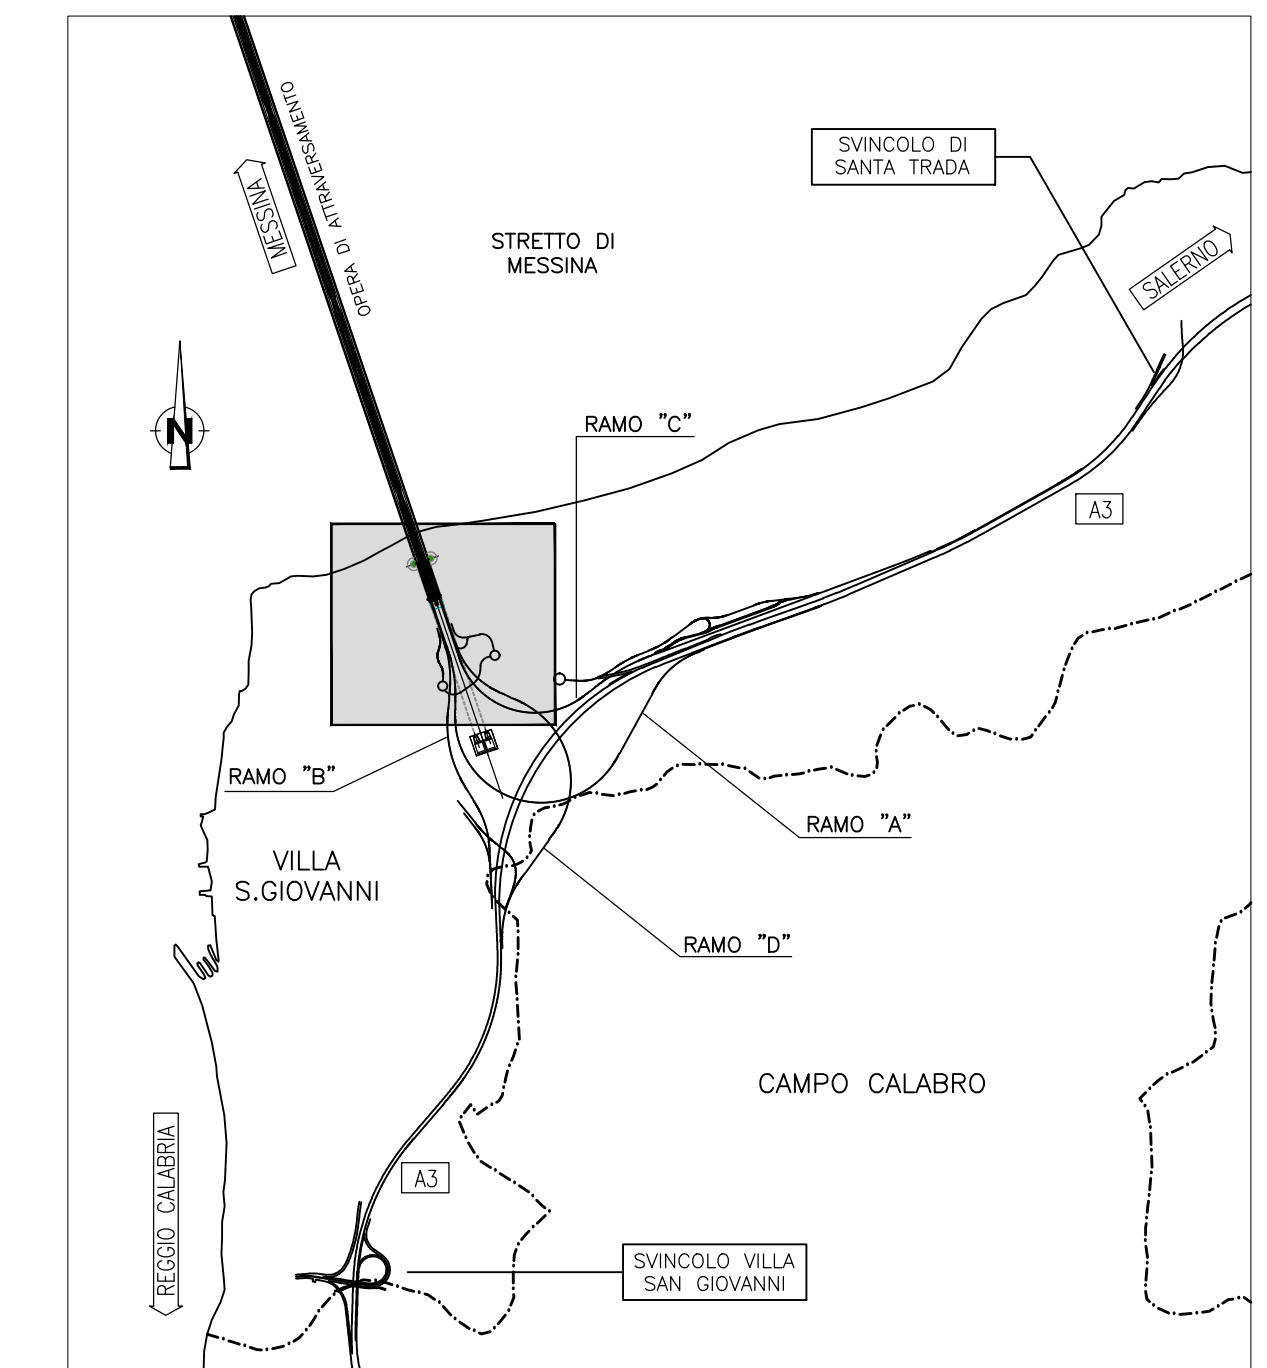 OPERA DI ATTRAVERSAMENTO
MESSINA
SVINCOLO DI
SANTA TRADA
STRETTO DI
MESSINA
SALERNO
N
RAMO "C"
A3
RAMO "B"
RAMO "A"
VILLA
S.GIOVANNI
RAMO "D"
CAMPO CALABRO
REGGIO CALABRIA
A3
SVINCOLO VILLA
SAN GIOVANNI